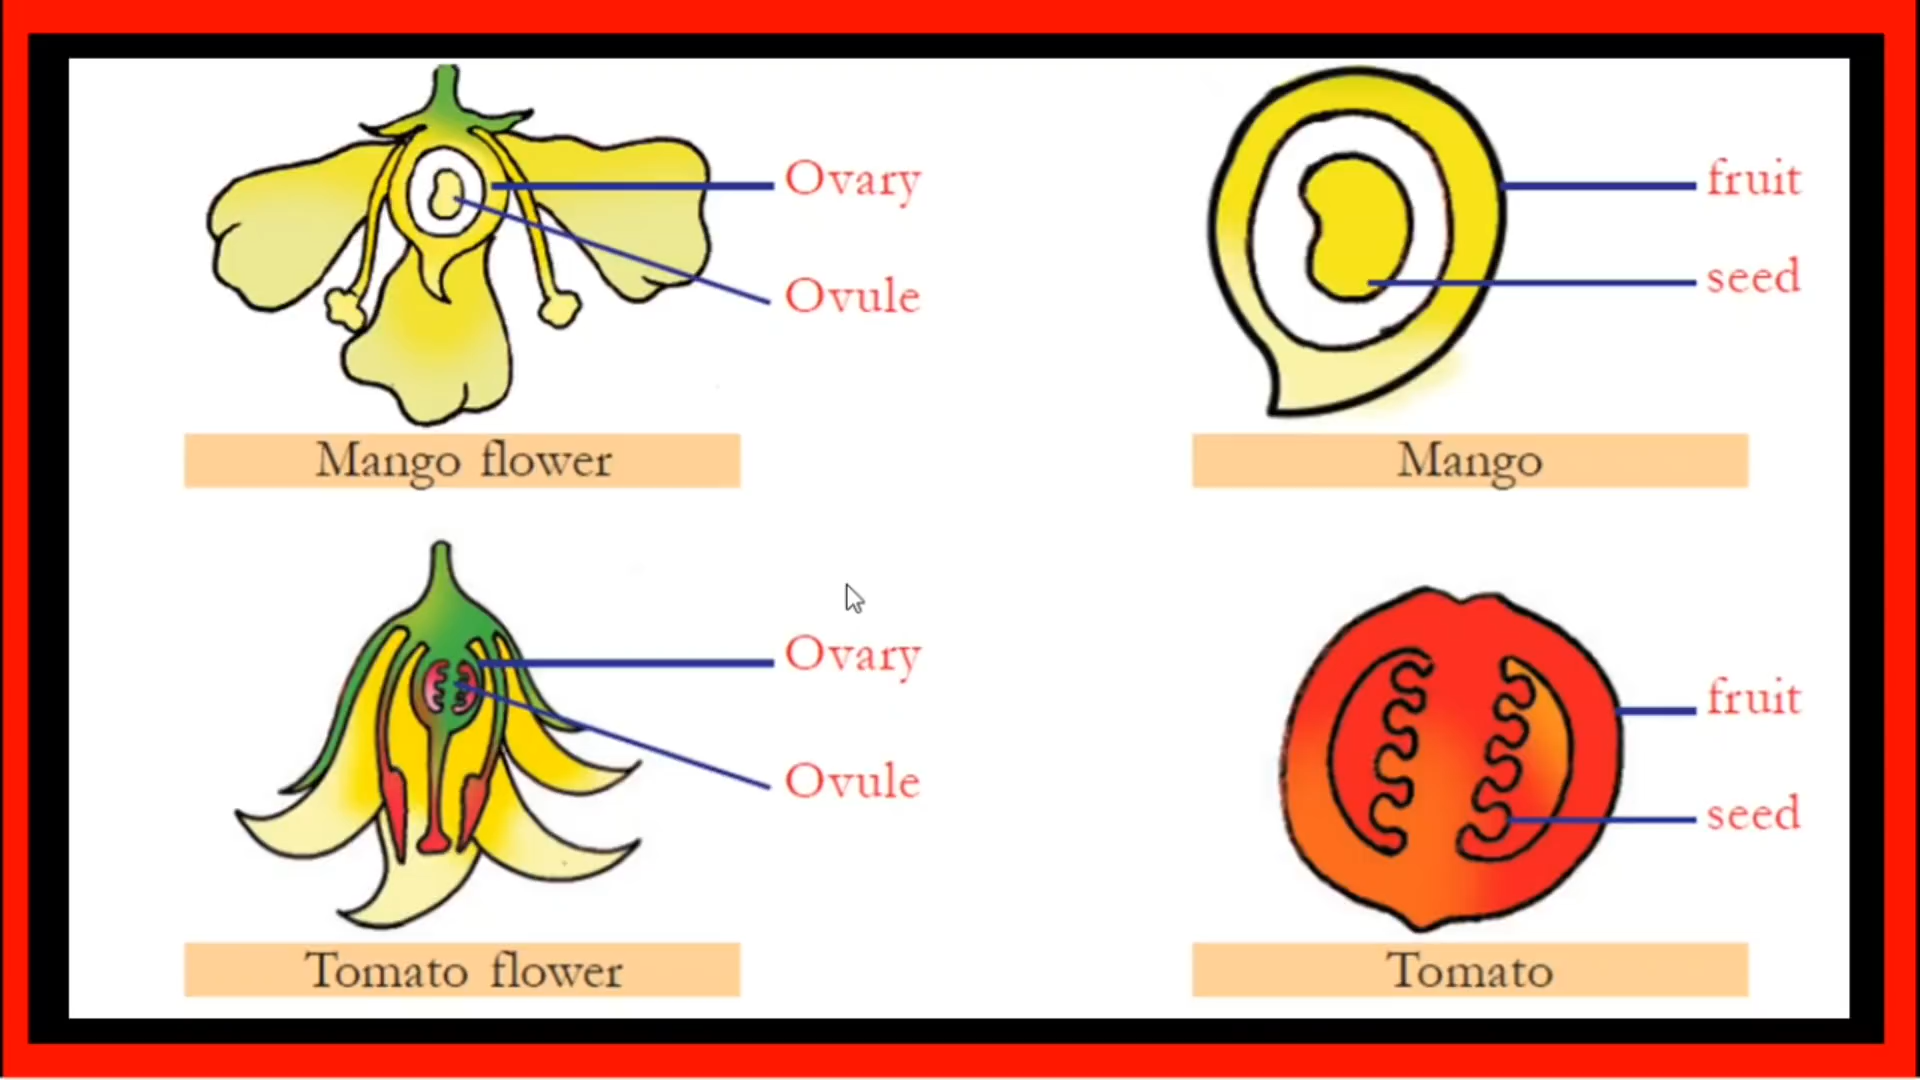 Ovary
Ovule
fruit
seed
Mango flower
Mango
Ovary
Ovule
fruit
seed
Tomato flower
Tomato